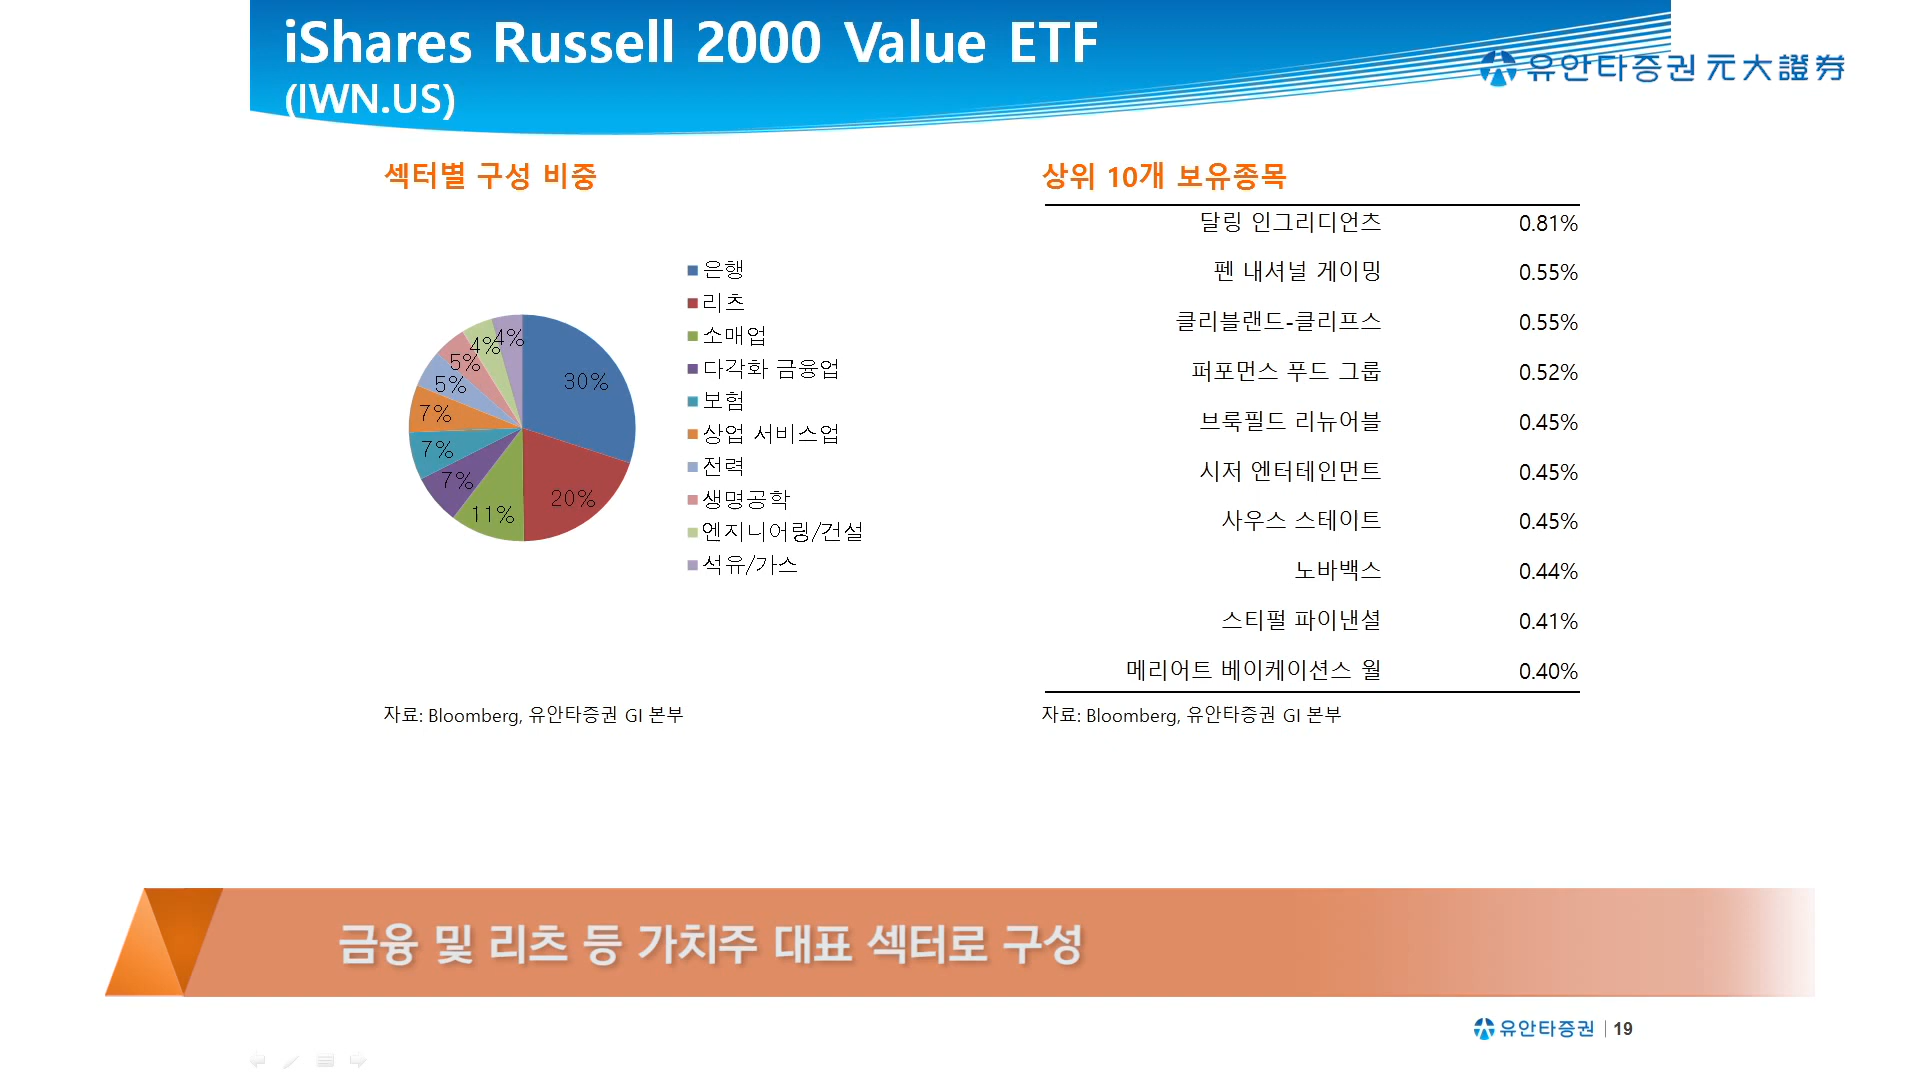 iShares Russell 2000 Value ETF
(IWN.US)
유안타증권 元大證券
섹터별 구성 비중
30%
20%
11%
7%
7%
7%
5%
5%
4%
4%
은행
리츠
소매업
다각화 금융업
보험
상업 서비스업
전력
생명공학
엔지니어링/건설
석유/가스
자료: Bloomberg, 유안타증권 GI 본부
상위 10개 보유종목
달링 인그리디언츠 0.81%
펜 내셔널 게이밍 0.55%
클리블랜드-클리프스 0.55%
퍼포먼스 푸드 그룹 0.52%
브룩필드 리뉴어블 0.45%
시저 엔터테인먼트 0.45%
사우스 스테이트 0.45%
노바백스 0.44%
스티펄 파이낸셜 0.41%
메리어트 베이케이션스 월 0.40%
자료: Bloomberg, 유안타증권 GI 본부
금융 및 리츠 등 가치주 대표 섹터로 구성
유안타증권 | 19